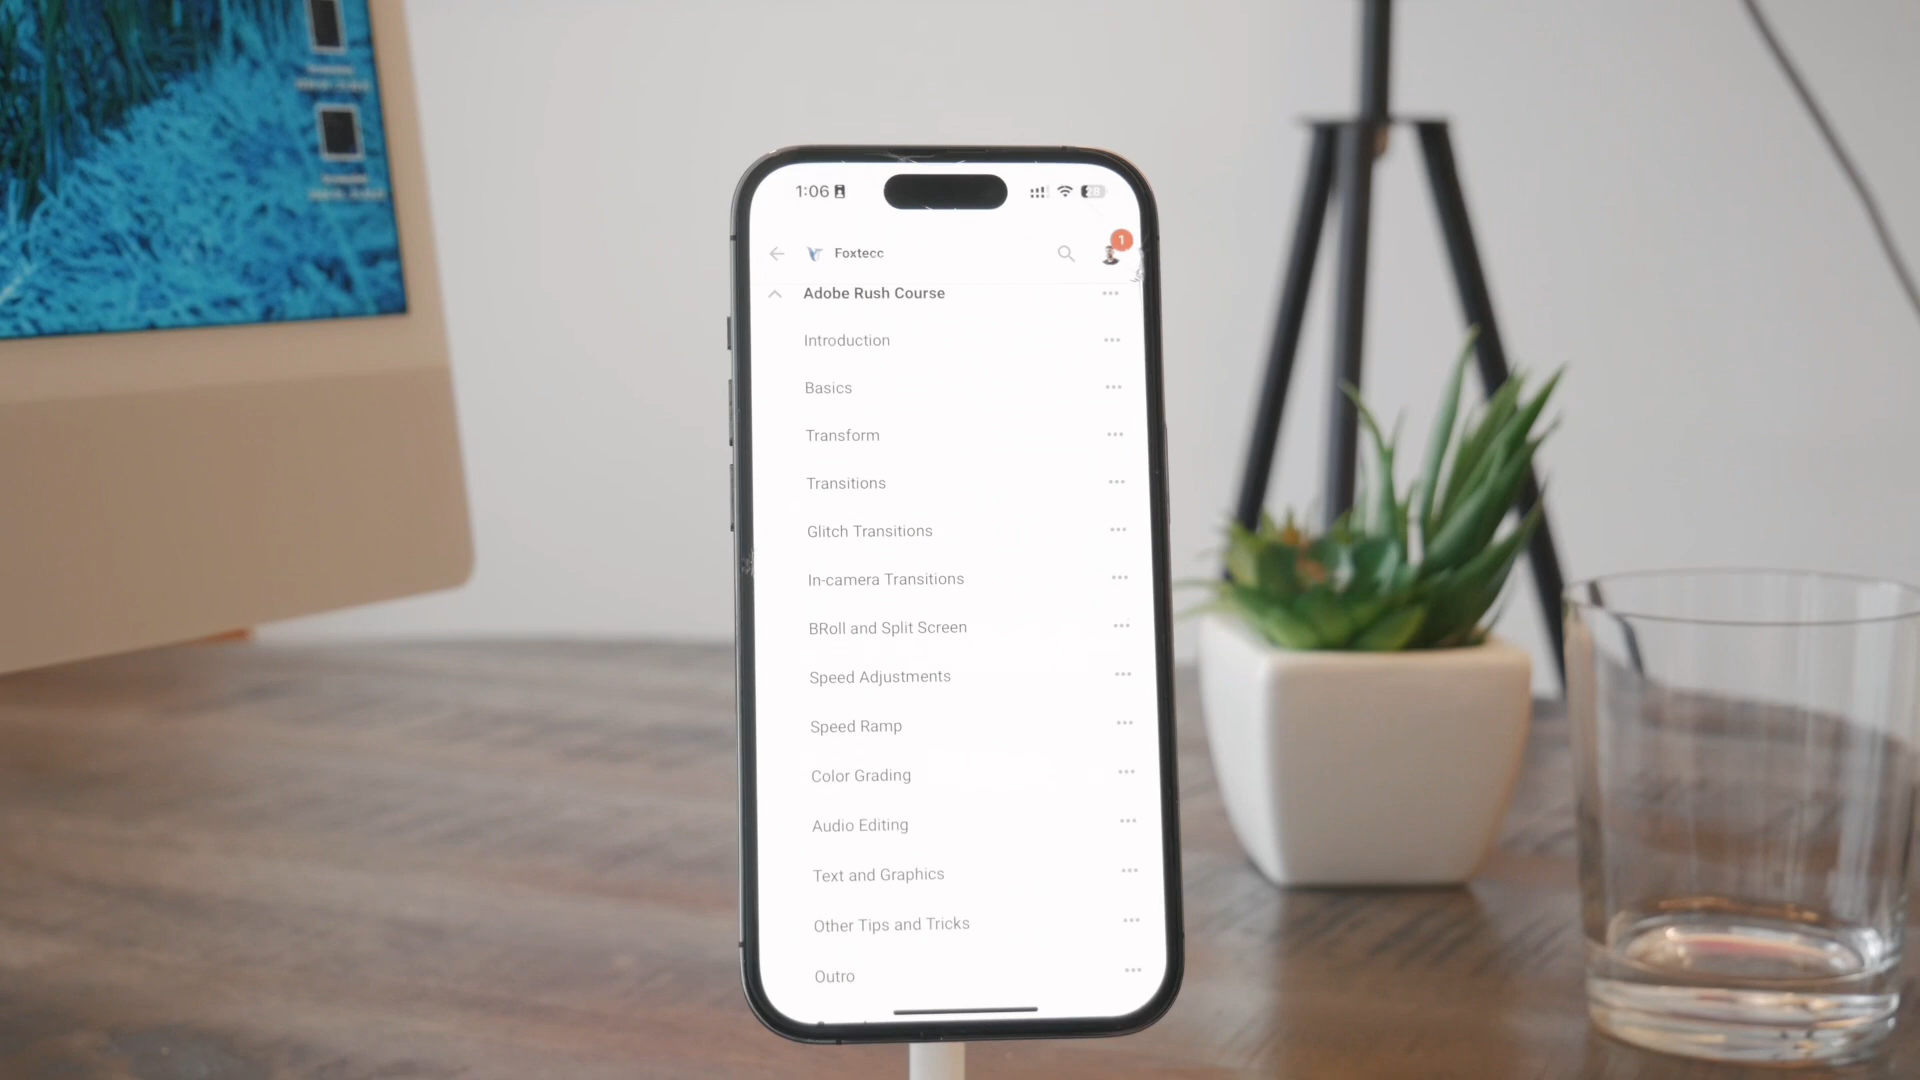 1:06
28
Foxtecc
1
Adobe Rush Course
Introduction
Basics
Transform
Transitions
Glitch Transitions
In-camera Transitions
BRoll and Split Screen
Speed Adjustments
Speed Ramp
Color Grading
Audio Editing
Text and Graphics
Other Tips and Tricks
Outro